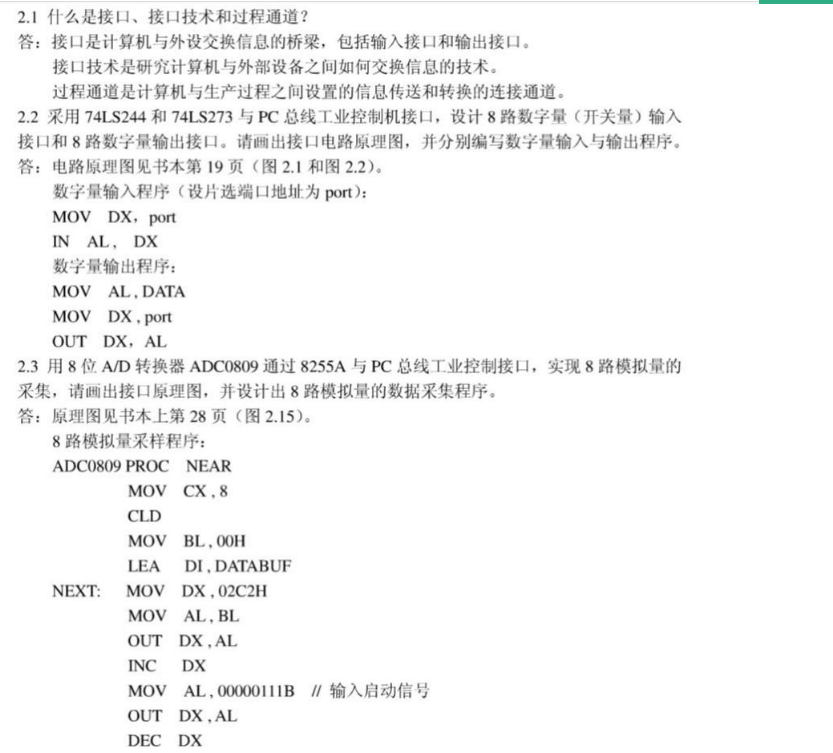 2.1 什么是接口、接口技术和过程通道？
答：接口是计算机与外设交换信息的桥梁，包括输入接口和输出接口。
接口技术是研究计算机与外部设备之间如何交换信息的技术。
过程通道是计算机与生产过程之间设置的信息传送和转换的连接通道。
2.2 采用 74LS244 和 74LS273 与 PC 总线工业控制机接口，设计 8 路数字量（开关量）输入
接口和 8 路数字量输出接口。请画出接口电路原理图，并分别编写数字量输入与输出程序。
答：电路原理图见书本第 19 页（图 2.1 和图 2.2）。
数字量输入程序（设片选端口地址为 port）：
MOV DX，port
IN AL， DX
数字量输出程序：
MOV AL , DATA
MOV DX , port
OUT DX，AL
2.3 用 8 位 A/D 转换器 ADC0809 通过 8255A 与 PC 总线工业控制接口，实现 8 路模拟量的
采集，请画出接口原理图，并设计出 8 路模拟量的数据采集程序。
答：原理图见书本上第 28 页（图 2.15）。
8 路模拟量采样程序：
ADC0809 PROC NEAR
MOV CX , 8
CLD
MOV BL , 00H
LEA DI , DATABUF
NEXT: MOV DX , 02C2H
MOV AL , BL
OUT DX , AL
INC DX
MOV AL , 00000111B // 输入启动信号
OUT DX , AL
DEC DX